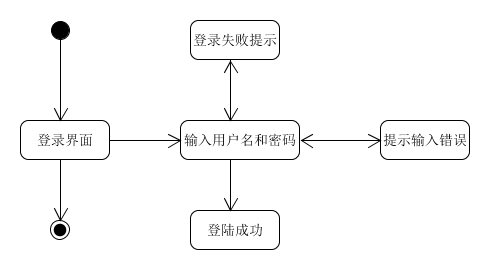 登录失败提示
登录界面
输入用户名和密码
提示输入错误
登陆成功